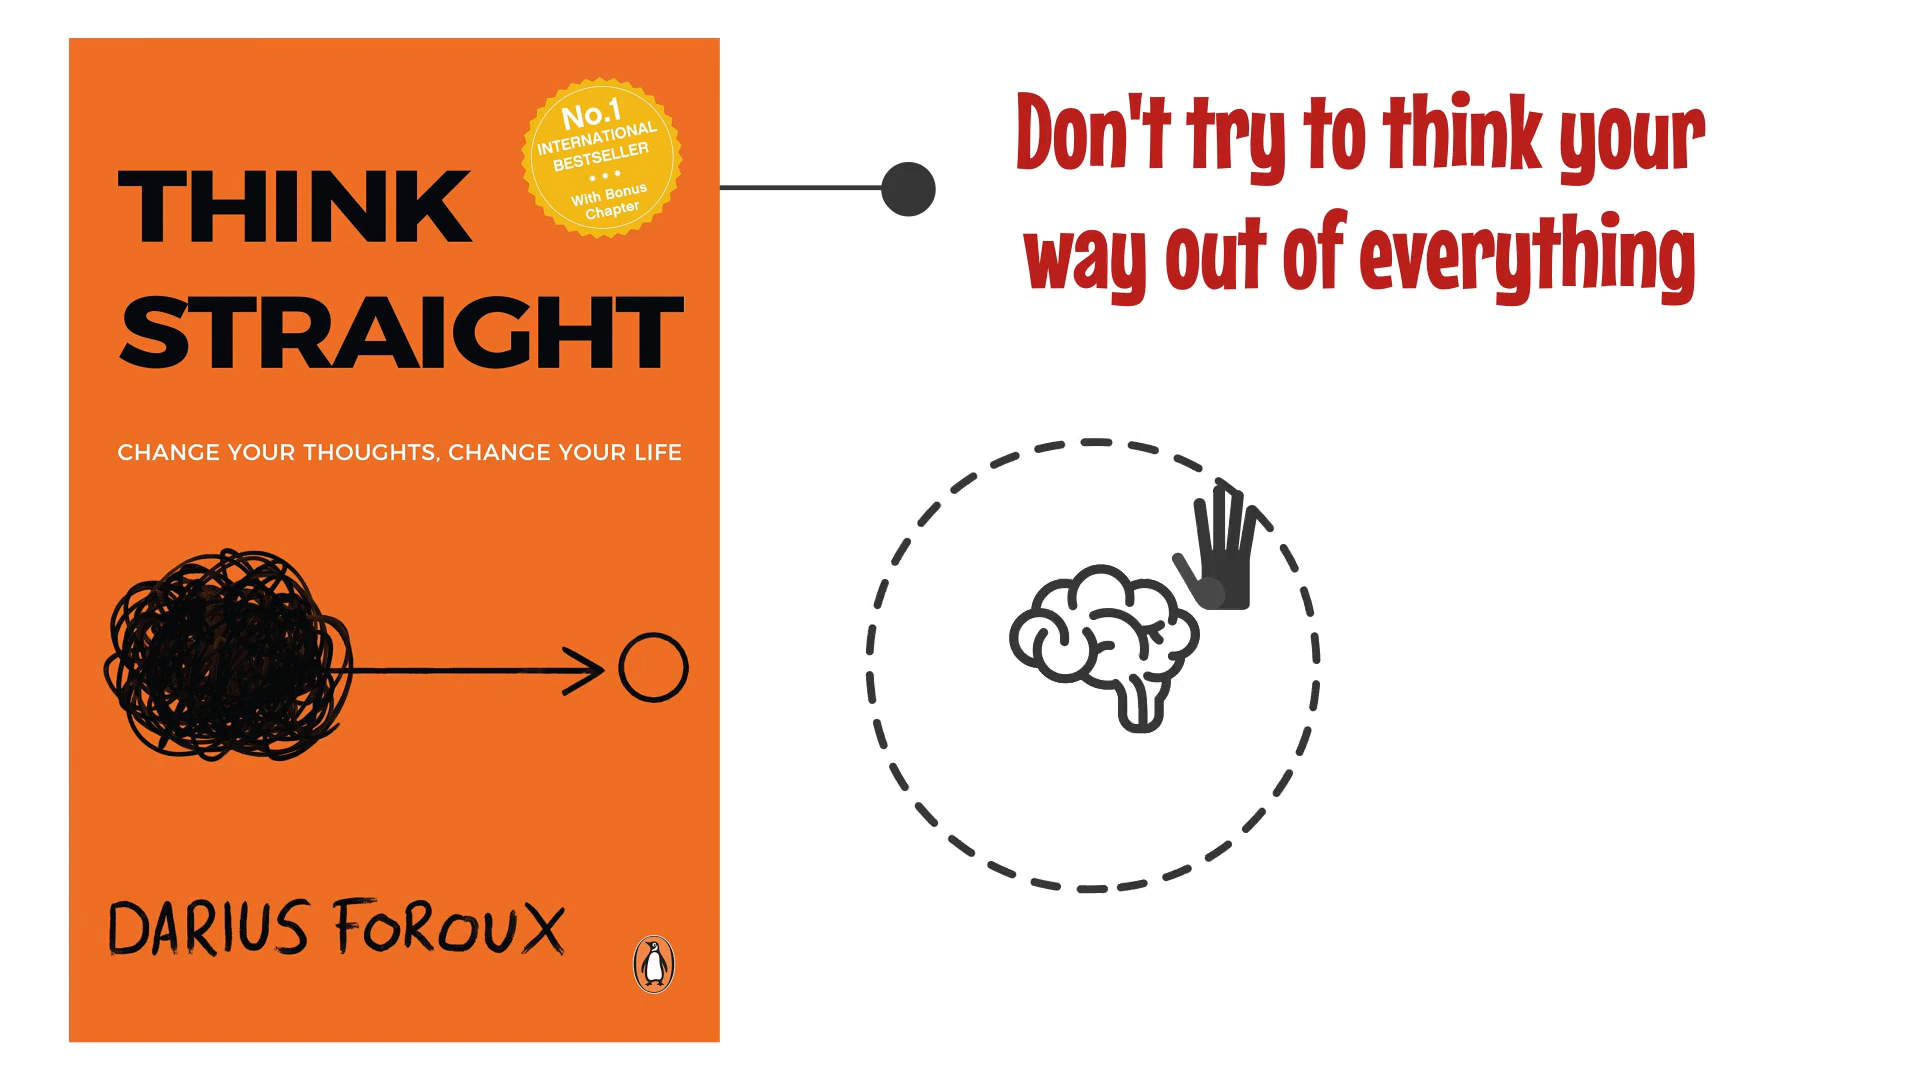 No.1
INTERNATIONAL
BESTSELLER
With Bonus
Chapter
THINK
STRAIGHT
CHANGE YOUR THOUGHTS, CHANGE YOUR LIFE
DARIUS FOROUX
Don't try to think your
way out of everything